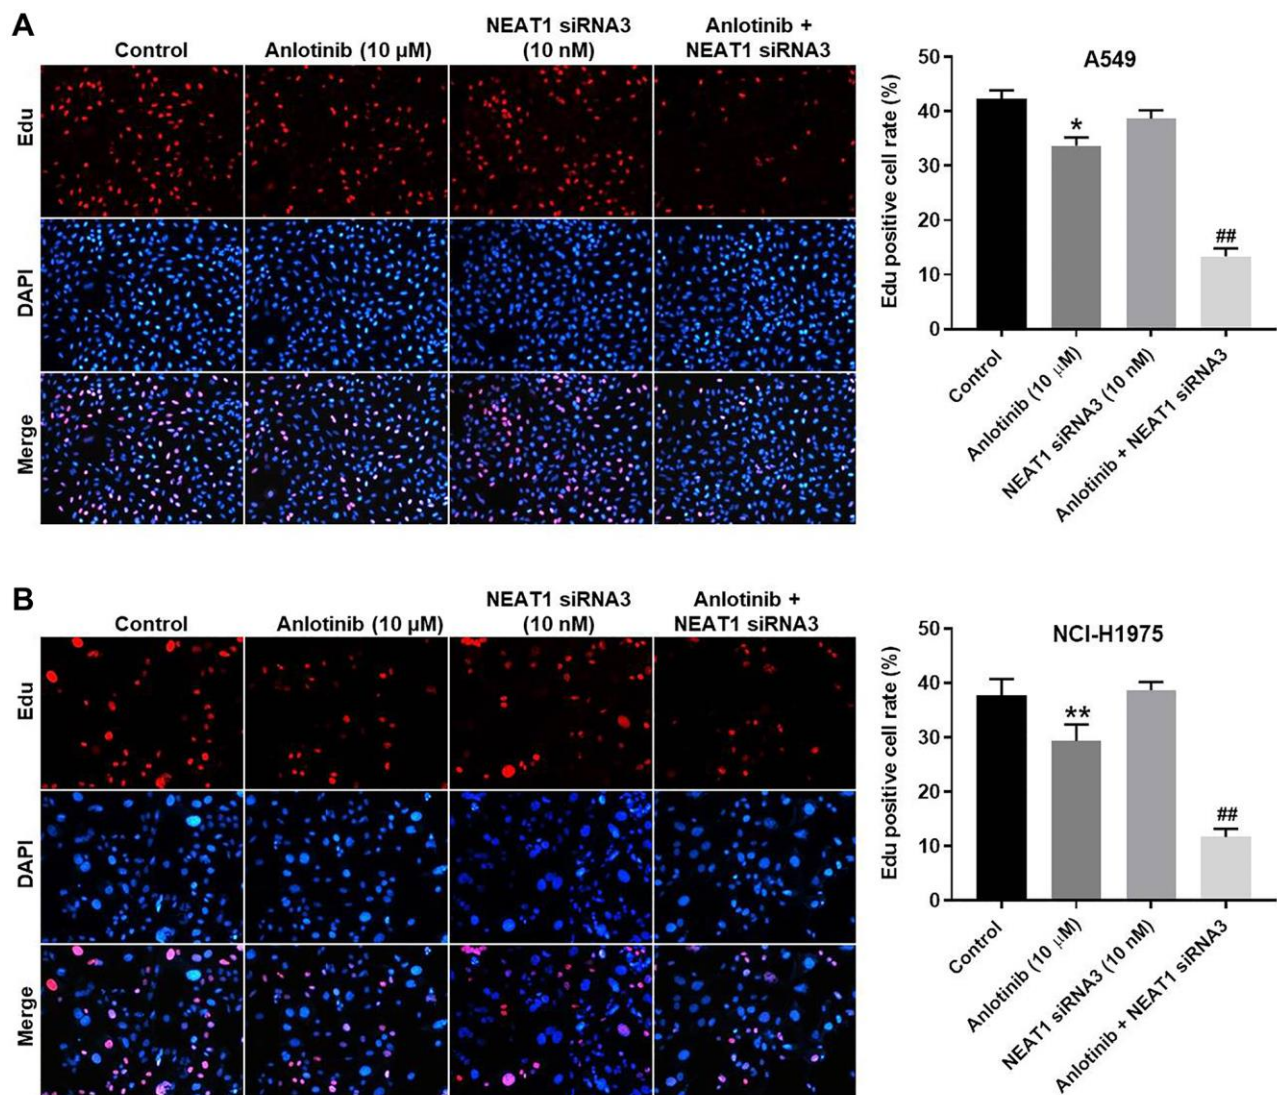 A
Control
Anlotinib (10 µM)
NEAT1 siRNA3
(10 nM)
Anlotinib +
NEAT1 siRNA3
Edu
DAPI
Merge
A549
Edu positive cell rate (%)
50
40
30
20
10
0
*
##
Control
Anlotinib (10 µM)
NEAT1 siRNA3 (10 nM)
Anlotinib + NEAT1 siRNA3
B
Control
Anlotinib (10 µM)
NEAT1 siRNA3
(10 nM)
Anlotinib +
NEAT1 siRNA3
Edu
DAPI
Merge
NCI-H1975
Edu positive cell rate (%)
50
40
30
20
10
0
**
##
Control
Anlotinib (10 µM)
NEAT1 siRNA3 (10 nM)
Anlotinib + NEAT1 siRNA3